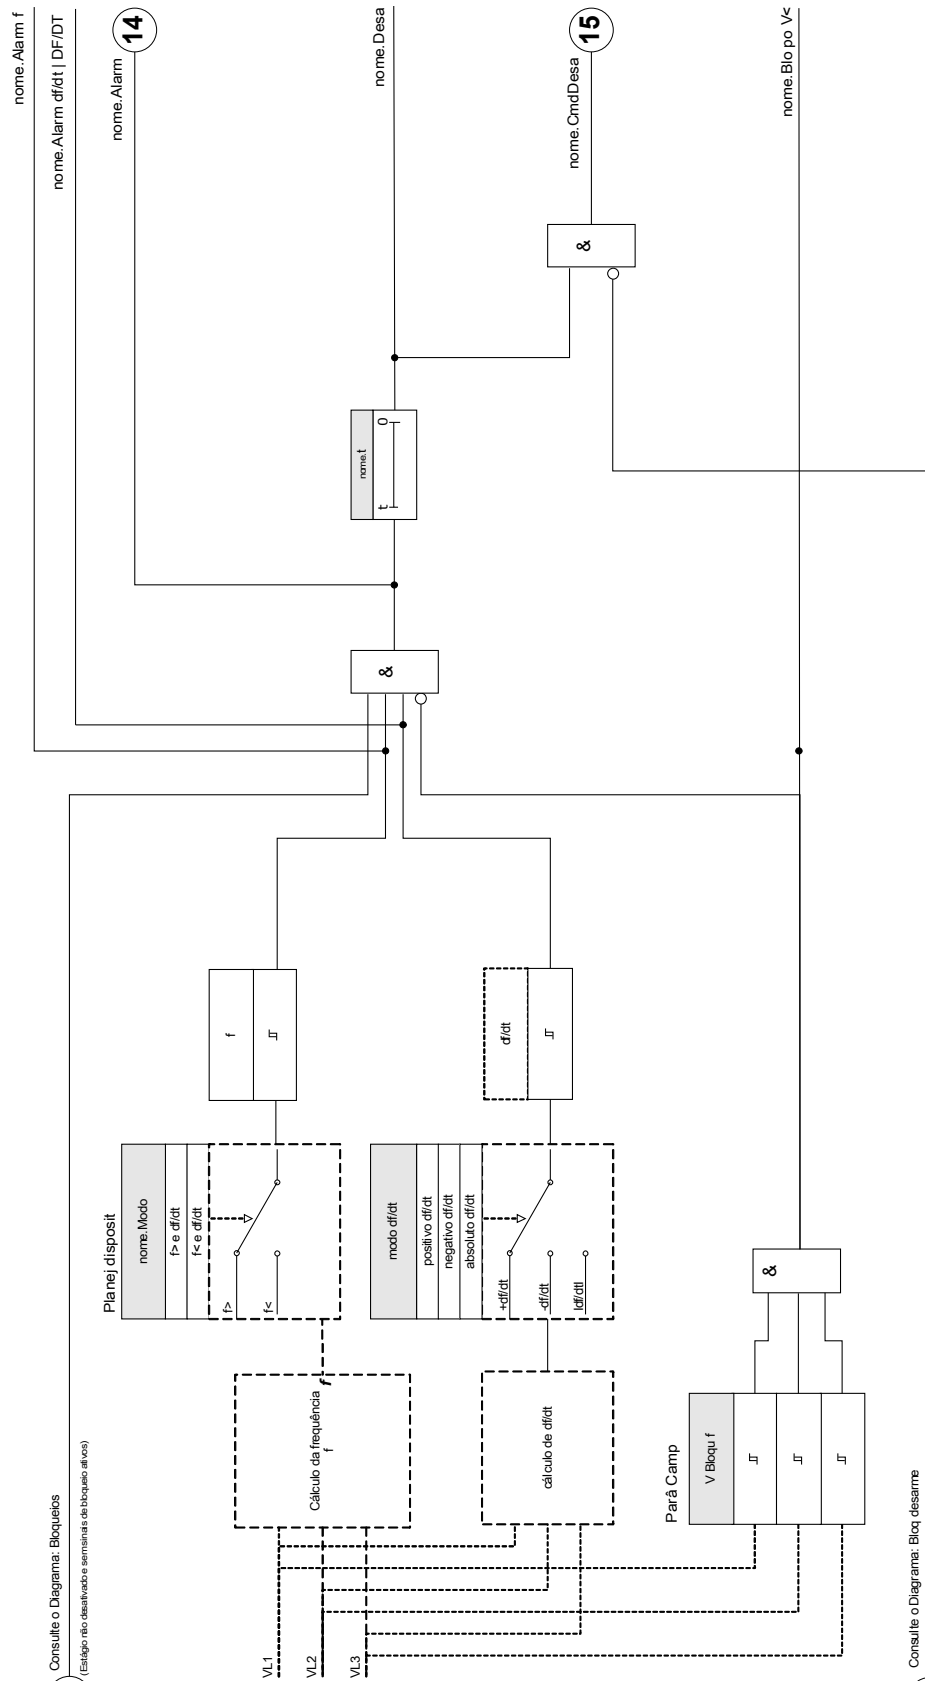 Consulte o Diagrama: Bloqueios
(Estágio não desativado e sem sinais de bloqueio ativos)
nome.Alarm f
nome.Alarm df/dt | DF/DT
14
nome.Alarm
Planej disposit
nome.Modo
f> e df/dt
f< e df/dt
f>
f<
f
VL1
VL2
VL3
Cálculo da frequência
f
f
&
nome.t
t
0
nome.Desa
modo df/dt
positivo df/dt
negativo df/dt
absoluto df/dt
+df/dt
-df/dt
|df/dt|
df/dt
cálculo de df/dt
&
nome.CmdDesa
15
Parâ Camp
V Bloqu f
&
nome.Blo po V<
Consulte o Diagrama: Bloq desarme